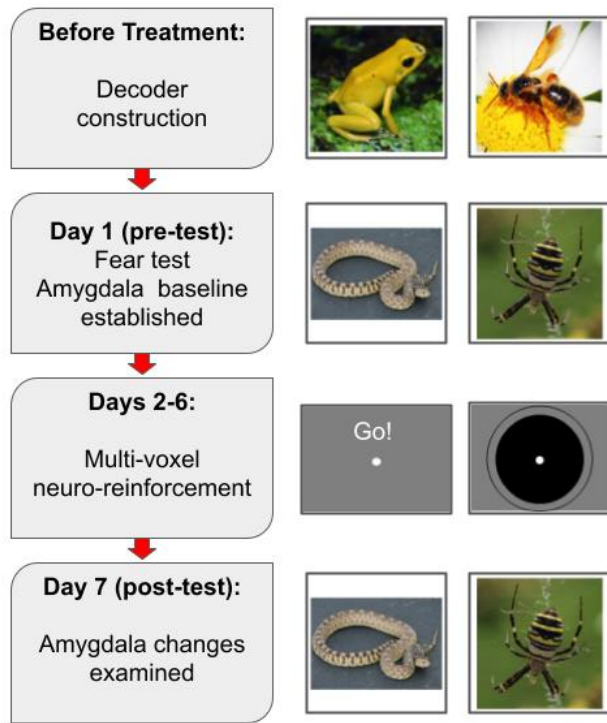 Before Treatment:
Decoder
construction
Day 1 (pre-test):
Fear test
Amygdala baseline
established
Days 2-6:
Multi-voxel
neuro-reinforcement
Go!
Day 7 (post-test):
Amygdala changes
examined